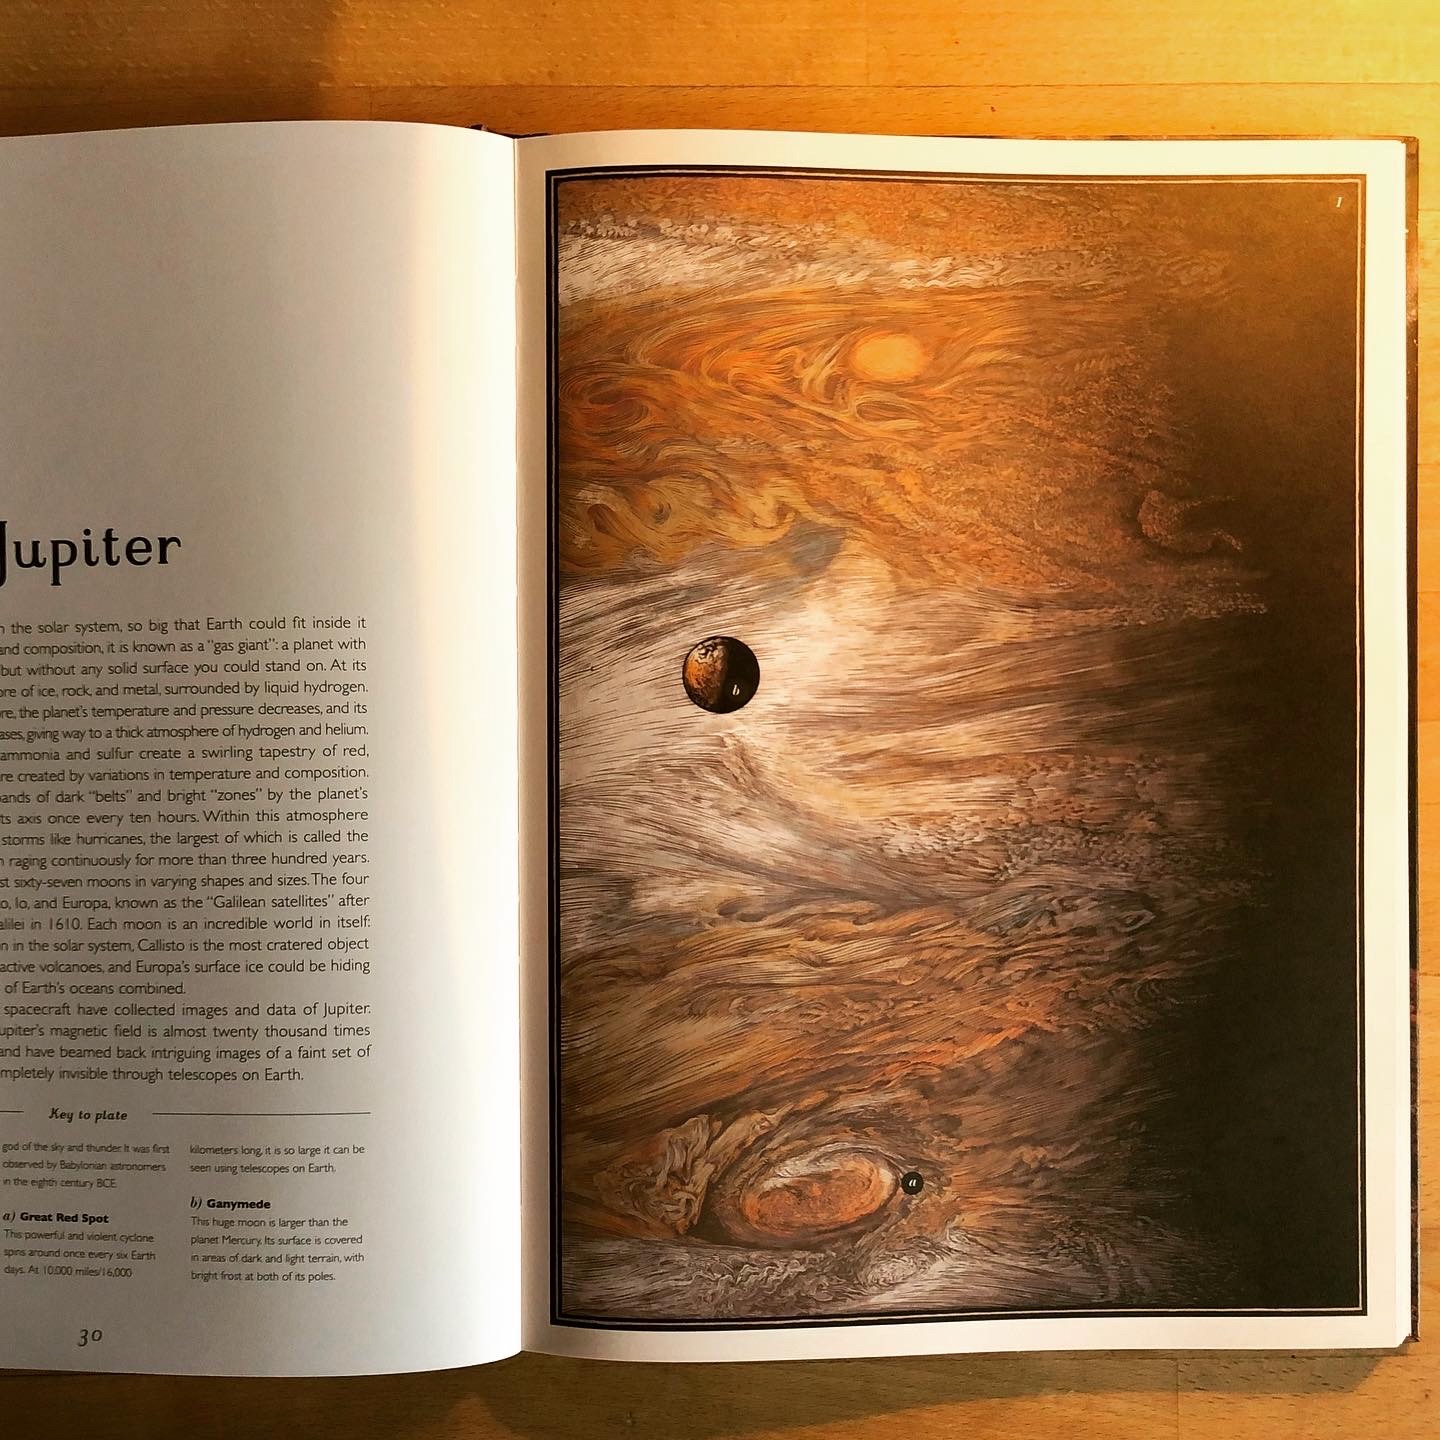 Jupiter
the solar system, so big that Earth could fit inside it
and composition, it is known as a “gas giant”: a planet with
but without any solid surface you could stand on. At its
of ice, rock, and metal, surrounded by liquid hydrogen.
the planet’s temperature and pressure decreases, and its
giving way to a thick atmosphere of hydrogen and helium.
ammonia and sulfur create a swirling tapestry of red,
created by variations in temperature and composition.
of dark “belts” and bright “zones” by the planet’s
axis once every ten hours. Within this atmosphere
storms like hurricanes, the largest of which is called the
raging continuously for more than three hundred years.
sixty-seven moons in varying shapes and sizes. The four
Io, and Europa, known as the “Galilean satellites” after
in 1610. Each moon is an incredible world in itself:
in the solar system, Callisto is the most cratered object
active volcanoes, and Europa’s surface ice could be hiding
of Earth’s oceans combined.
spacecraft have collected images and data of Jupiter.
Jupiter’s magnetic field is almost twenty thousand times
and have beamed back intriguing images of a faint set of
invisible through telescopes on Earth.
Key to plate
god of the sky and thunder. It was first
observed by Babylonian astronomers
in the eighth century BCE.
a) Great Red Spot
This powerful and violent cyclone
spins around once every six Earth
days. At 10,000 miles/16,000
kilometers long, it is so large it can be
seen using telescopes on Earth.
b) Ganymede
This huge moon is larger than the
planet Mercury. Its surface is covered
in areas of dark and light terrain, with
bright frost at both of its poles.
30
1
b
a